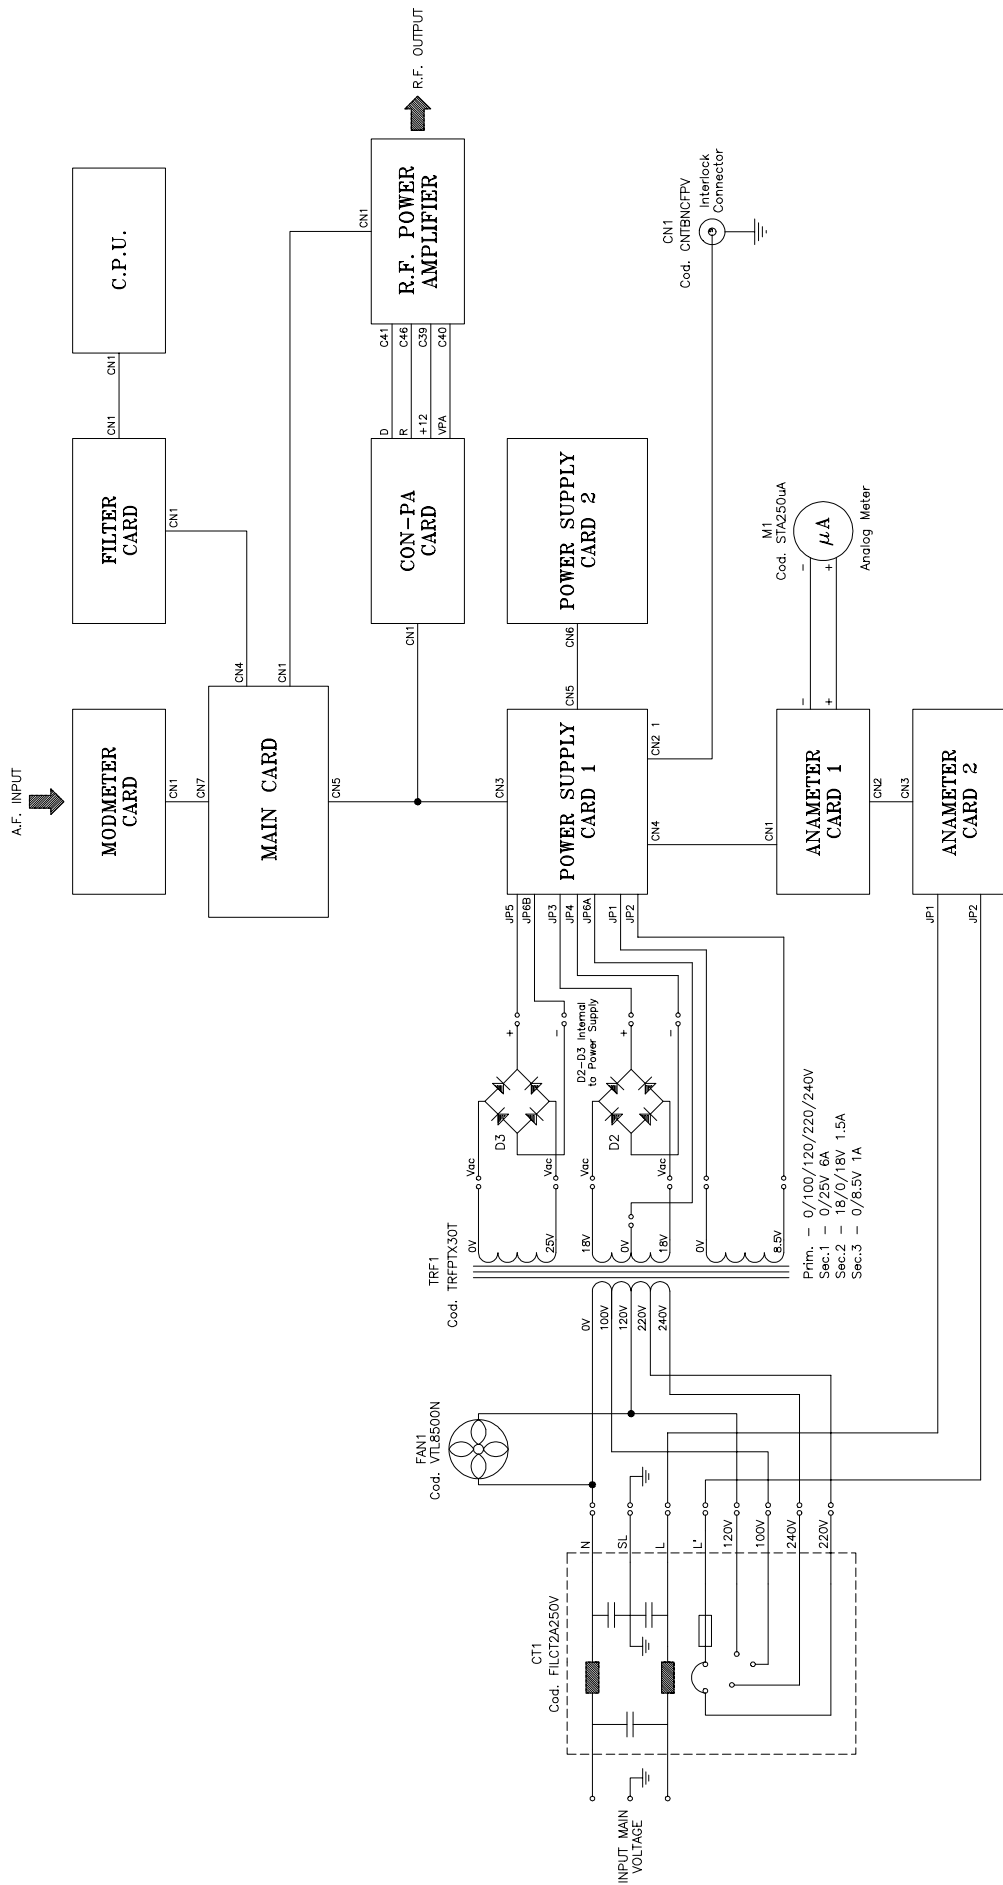 A.F. INPUT
MODMETER
CARD
CN1
CN7
MAIN CARD
CN4
CN1
CN5
FILTER
CARD
CN1
CN1
CN1
C.P.U.
R.F. OUTPUT
CN1
R.F. POWER
AMPLIFIER
C41
C46
C39
C40
D
R
+12
VPA
CON-PA
CARD
CN1
CN3
POWER SUPPLY
CARD 1
CN5
CN6
POWER SUPPLY
CARD 2
CN2 1
CN4
CN1
Cod. CNTBNCFPV
Interlock
Connector
JP5
JP6B
JP3
JP4
JP6A
JP1
JP2
CN1
ANAMETER
CARD 1
CN2
CN3
ANAMETER
CARD 2
JP1
JP2
-
+
-
+
M1
Cod. STA250uA
μA
Analog Meter
D2-D3 Internal
to Power Supply
+
-
+
-
D3
D2
Vac
Vac
Vac
Vac
TRF1
Cod. TRFPTX30T
0V
25V
18V
0V
18V
0V
8.5V
Prim. - 0/100/120/220/240V
Sec.1 - 0/25V 6A
Sec.2 - 18/0/18V 1.5A
Sec.3 - 0/8.5V 1A
0V
100V
120V
220V
240V
FAN1
Cod. VTL8500N
N
SL
L
L'
120V
100V
240V
220V
CT1
Cod. FILCT2A250V
INPUT MAIN
VOLTAGE